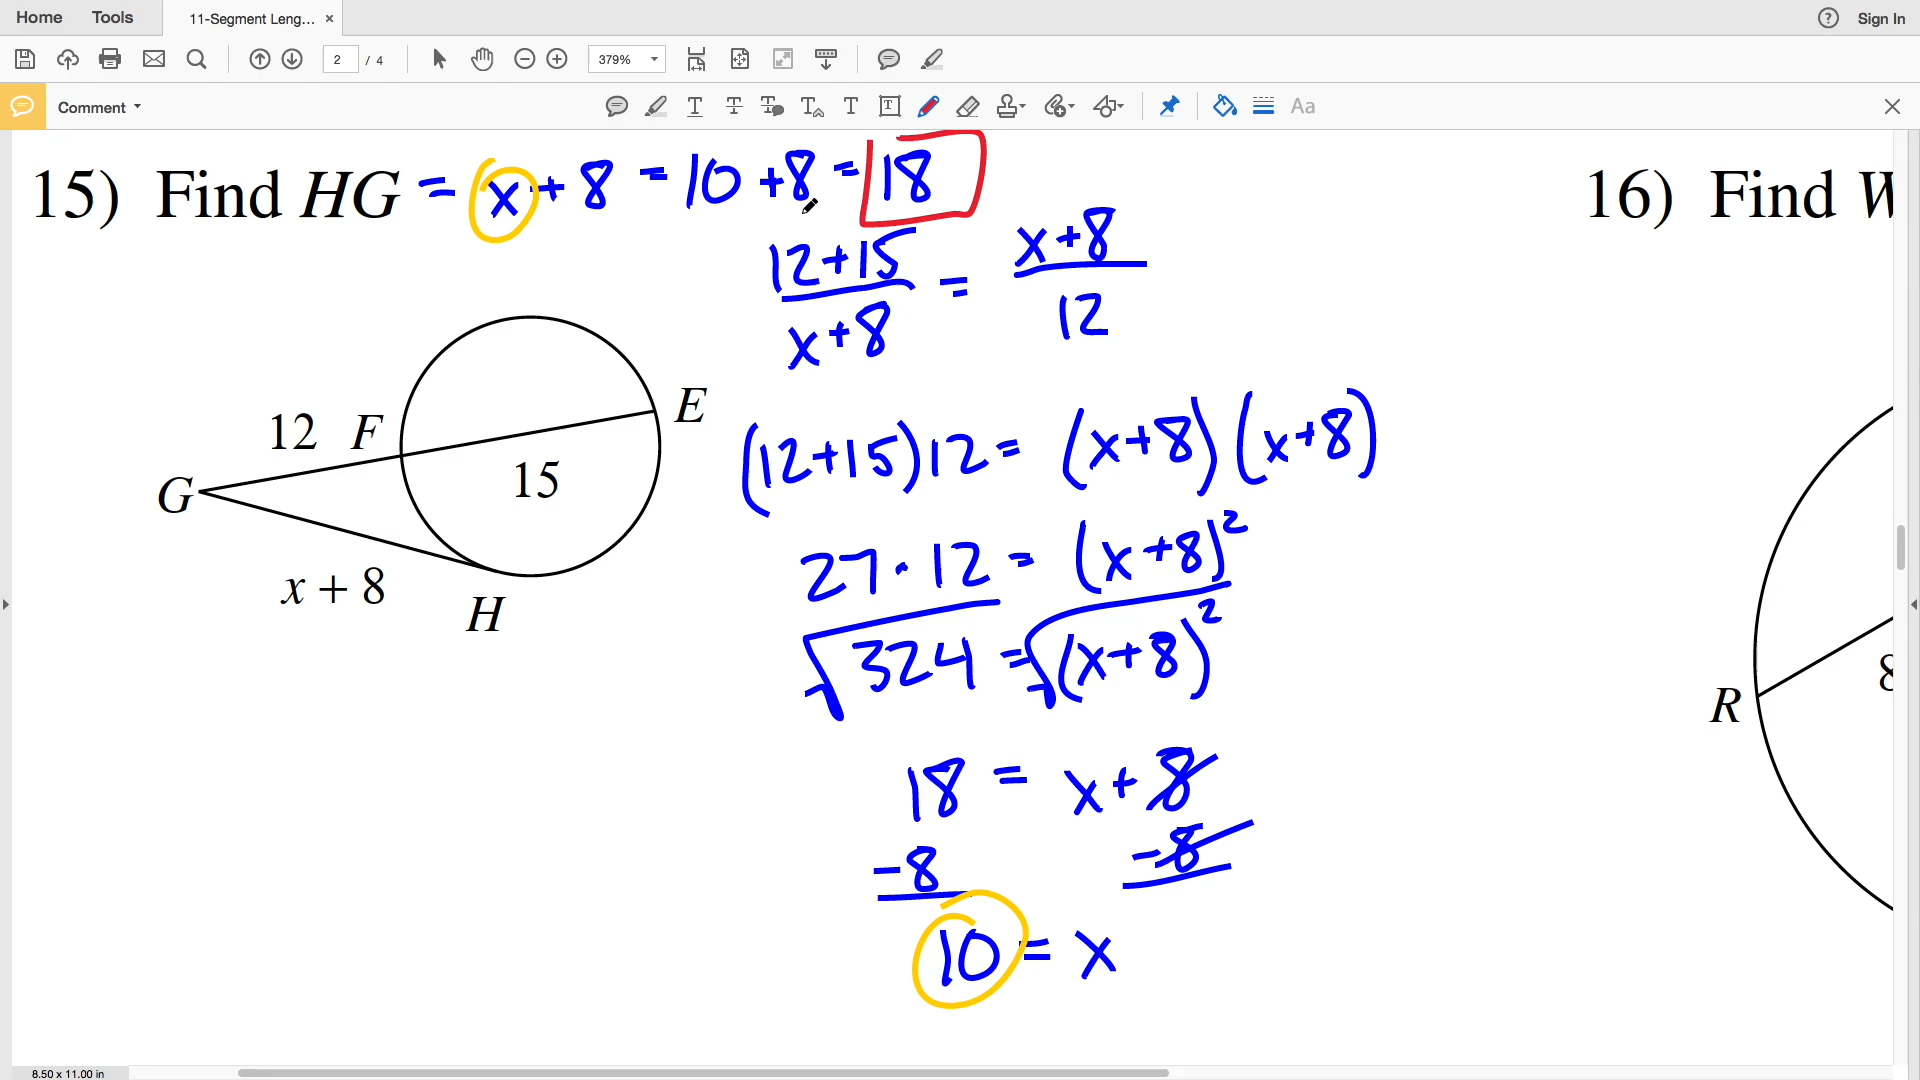 Home Tools 11-Segment Leng... × ? Sign In
2 / 4 379%
Comment Aa
15) Find HG = x + 8 = 10 + 8 = 18
16) Find W
12+15 / x+8 = x+8 / 12
12 F E
(12+15)12 = (x+8)(x+8)
15
G
27 · 12 = (x+8)²
x + 8
H
√324 = √(x+8)²
8
R
18 = x + 8
-8 -8
10 = x
8.50 x 11.00 in